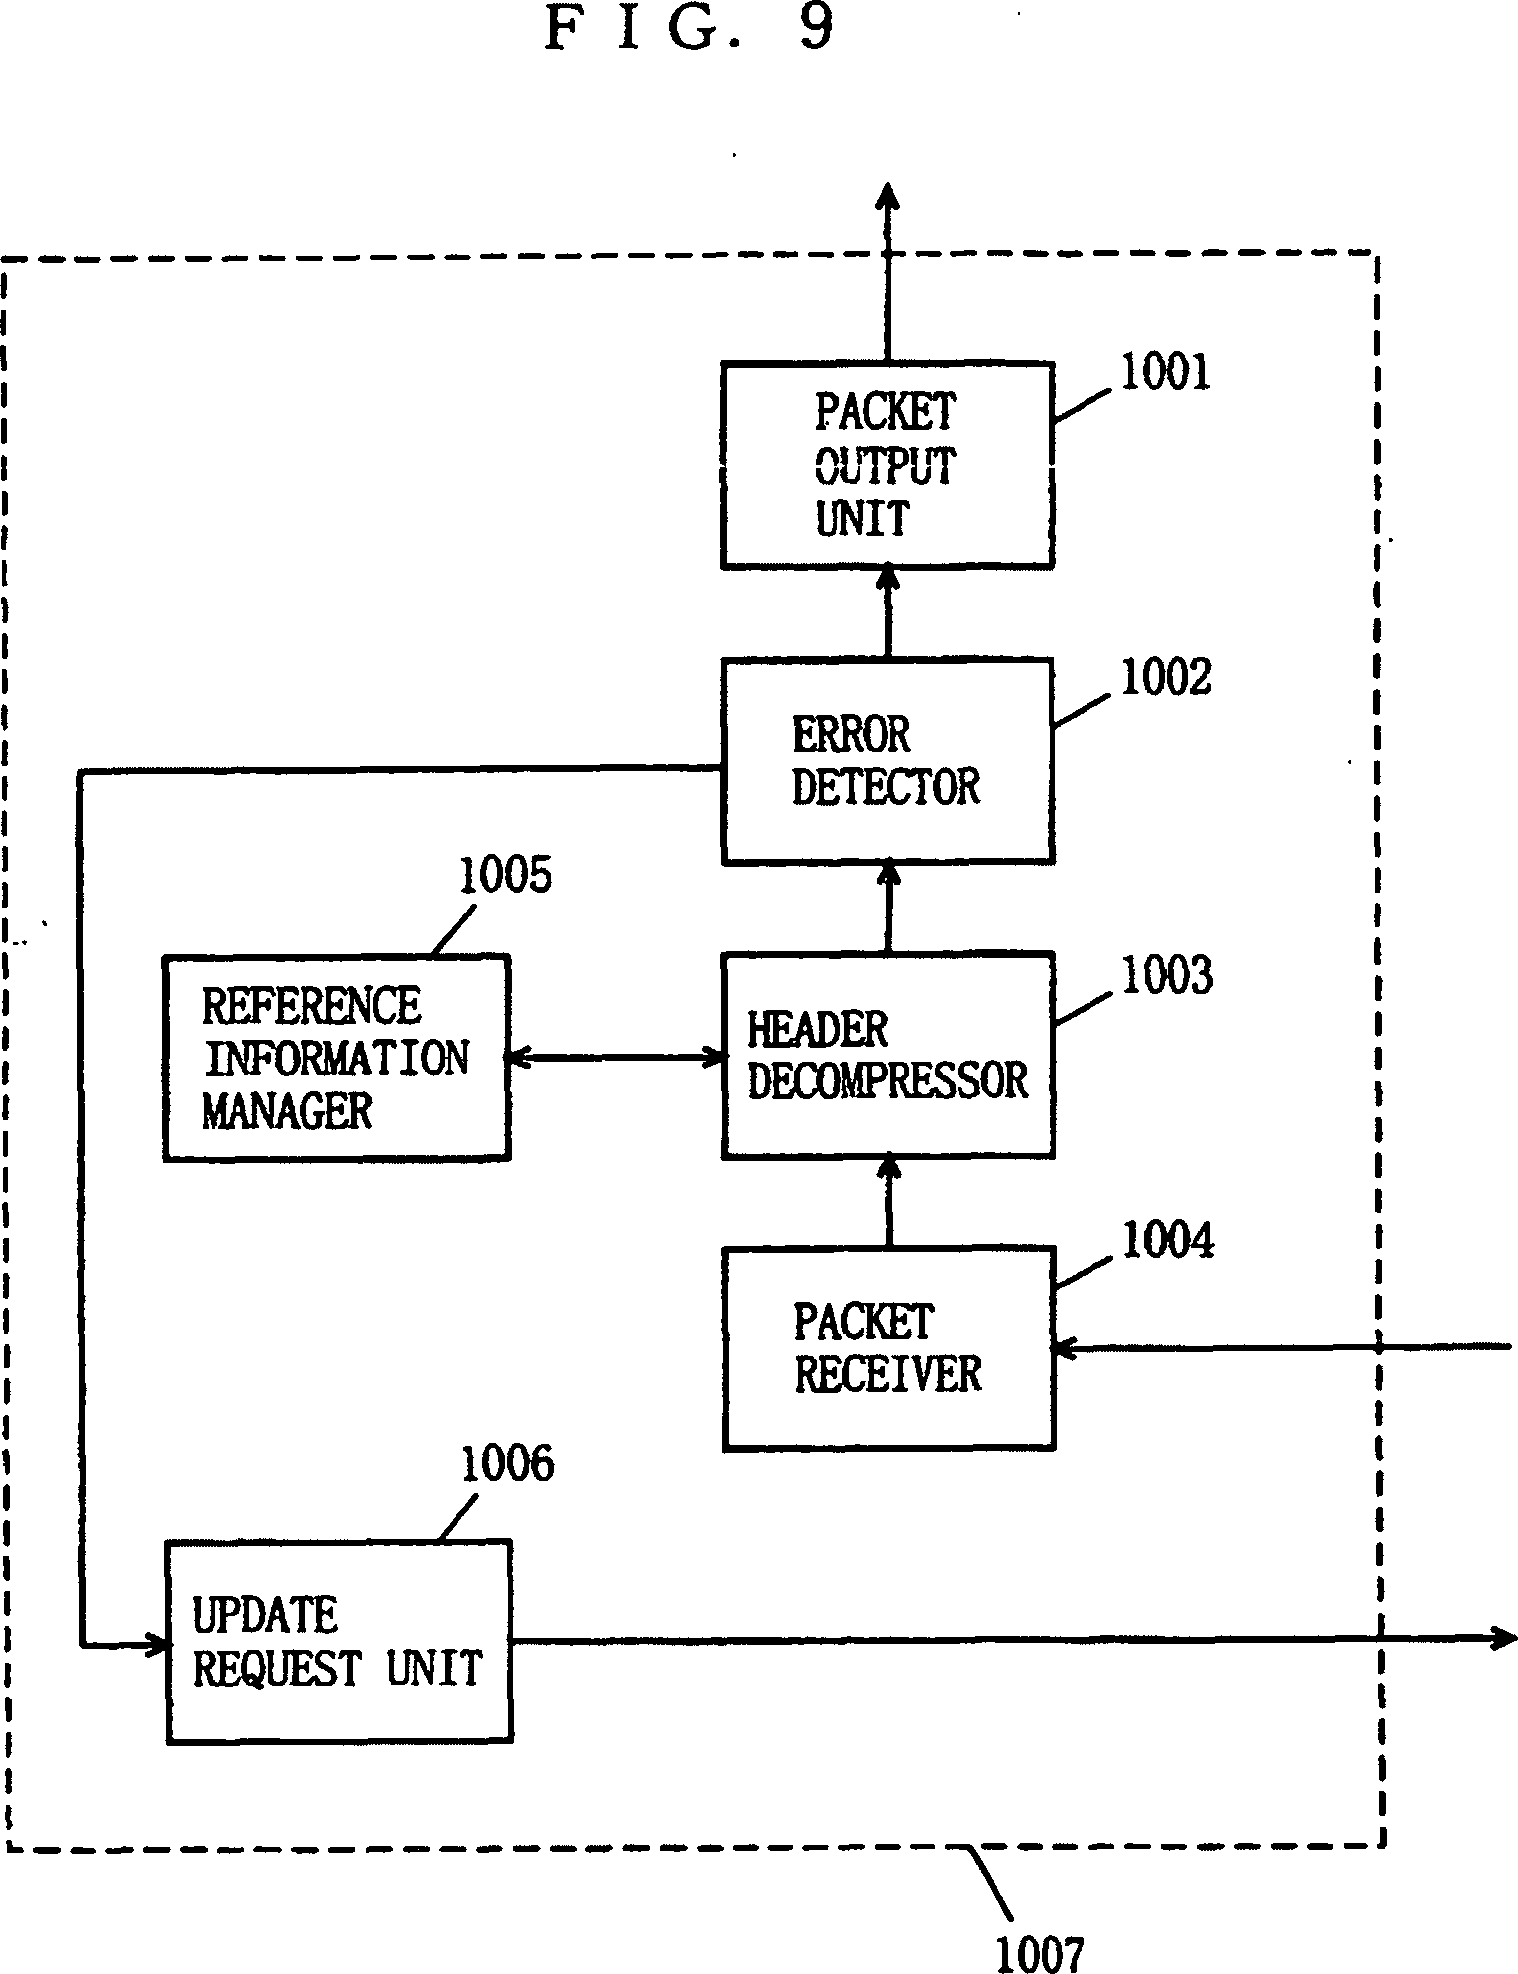 FIG. 9
1001
PACKET
OUTPUT
UNIT
1002
ERROR
DETECTOR
1005
REFERENCE
INFORMATION
MANAGER
1003
HEADER
DECOMPRESSOR
1004
PACKET
RECEIVER
1006
UPDATE
REQUEST UNIT
1007